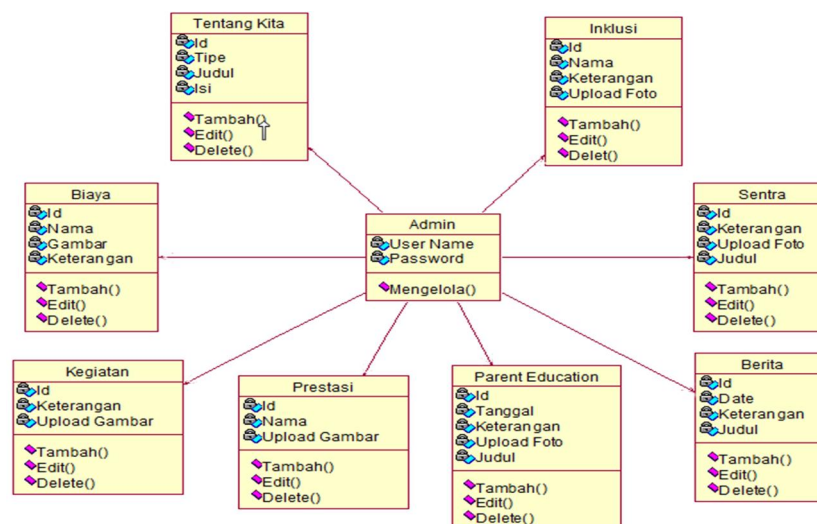 Tentang Kita
Id
Tipe
Judul
Isi
Tambah()
Edit()
Delete()
Inklusi
Id
Nama
Keterangan
Upload Foto
Tambah()
Edit()
Delet()
Biaya
Id
Nama
Gambar
Keterangan
Tambah()
Edit()
Delete()
Admin
User Name
Password
Mengelola()
Sentra
Id
Keterangan
Upload Foto
Judul
Tambah()
Edit()
Delete()
Kegiatan
Id
Keterangan
Upload Gambar
Tambah()
Edit()
Delete()
Prestasi
Id
Nama
Upload Gambar
Tambah()
Edit()
Delete()
Parent Education
Id
Tanggal
Keterangan
Upload Foto
Judul
Tambah()
Edit()
Delete()
Berita
Id
Date
Keterangan
Judul
Tambah()
Edit()
Delete()